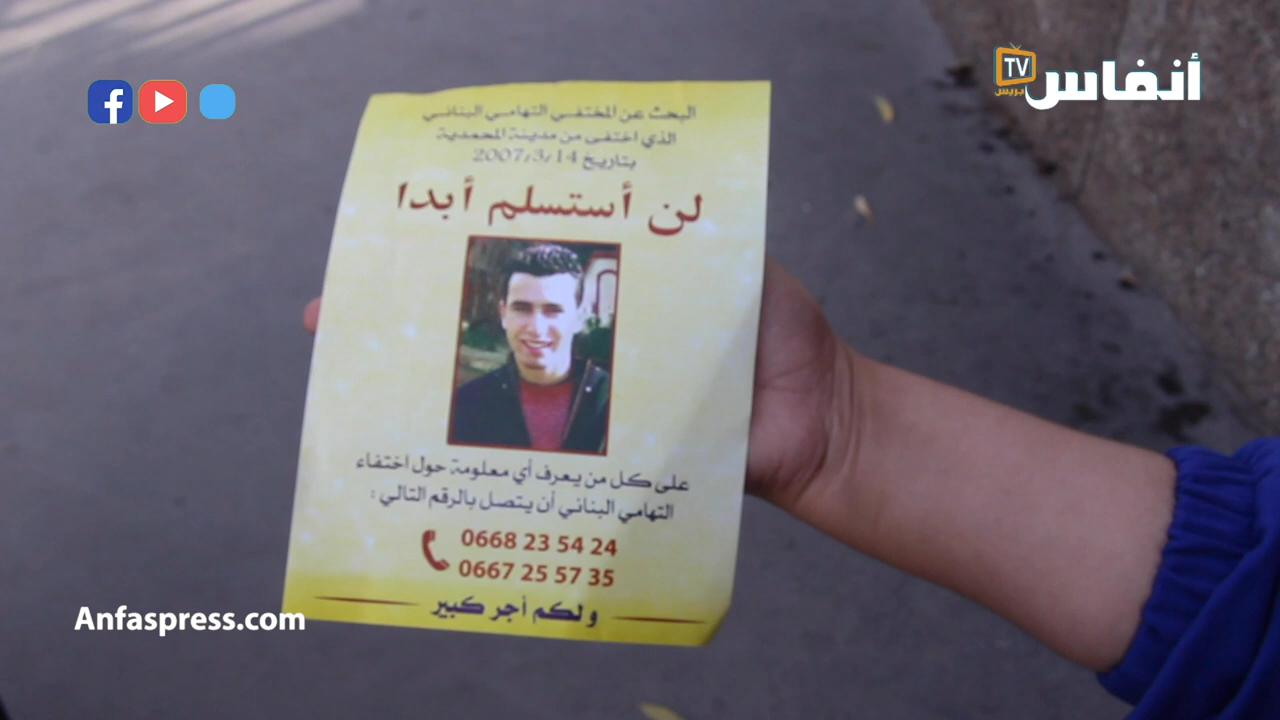 أنفاس
TV
بريس
البحث عن المختفي التهامي البناني
الذي اختفى من مدينة المحمدية
بتاريخ 2007/3/14
لن أستسلم أبدا
على كل من يعرف أي معلومة حول اختفاء
التهامي البناني أن يتصل بالرقم التالي :
0668 23 54 24
0667 25 57 35
ولكم أجر كبير
Anfaspress.com